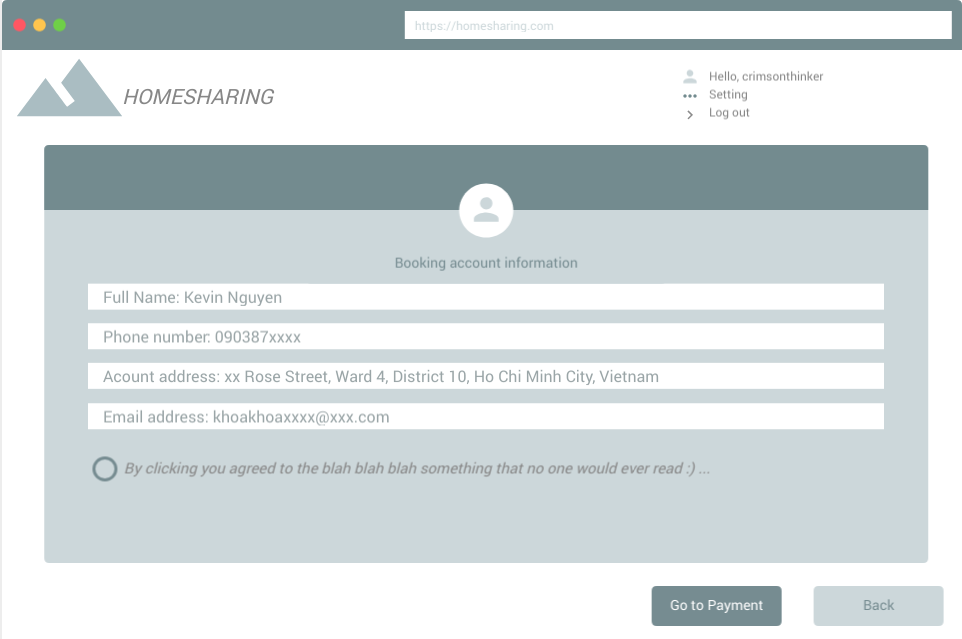 https://homesharing.com
HOMESHARING
Hello, crimsonthinker
Setting
Log out
Booking account information
Full Name: Kevin Nguyen
Phone number: 090387xxxx
Acount address: xx Rose Street, Ward 4, District 10, Ho Chi Minh City, Vietnam
Email address: khoakhoaxxxx@xxx.com
By clicking you agreed to the blah blah blah something that no one would ever read :) ...
Go to Payment
Back